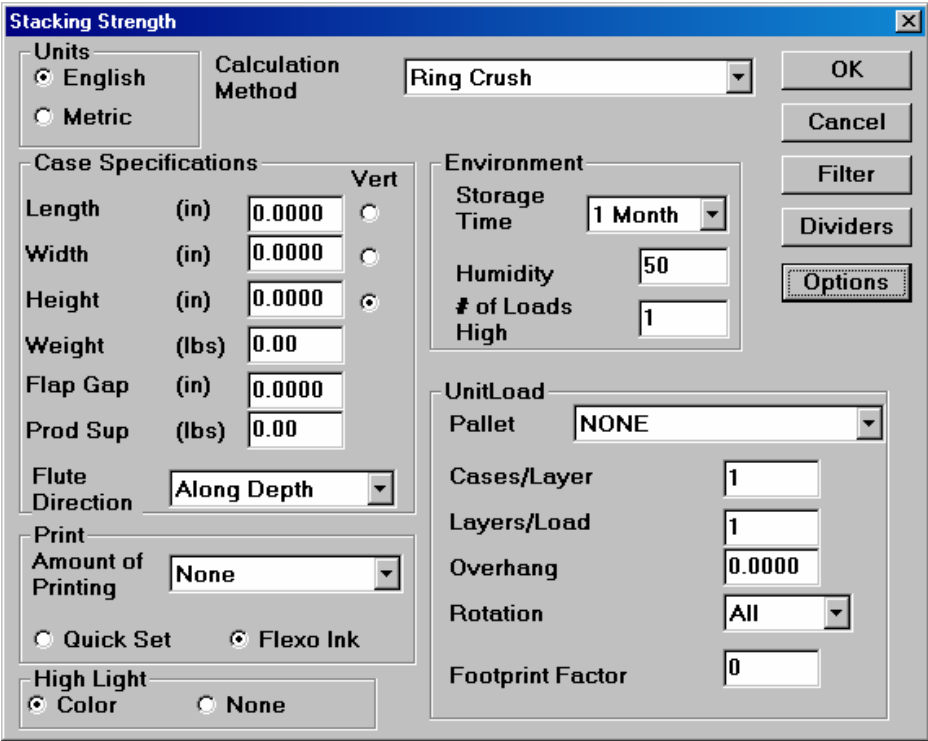 Stacking Strength
Units
English
Metric
Calculation
Method
Ring Crush
OK
Cancel
Filter
Dividers
Options
Case Specifications
Vert
Length (in) 0.0000
Width (in) 0.0000
Height (in) 0.0000
Weight (lbs) 0.00
Flap Gap (in) 0.0000
Prod Sup (lbs) 0.00
Flute
Direction
Along Depth
Environment
Storage
Time
1 Month
Humidity 50
# of Loads
High
1
Print
Amount of
Printing
None
Quick Set Flexo Ink
High Light
Color None
UnitLoad
Pallet NONE
Cases/Layer 1
Layers/Load 1
Overhang 0.0000
Rotation All
Footprint Factor 0